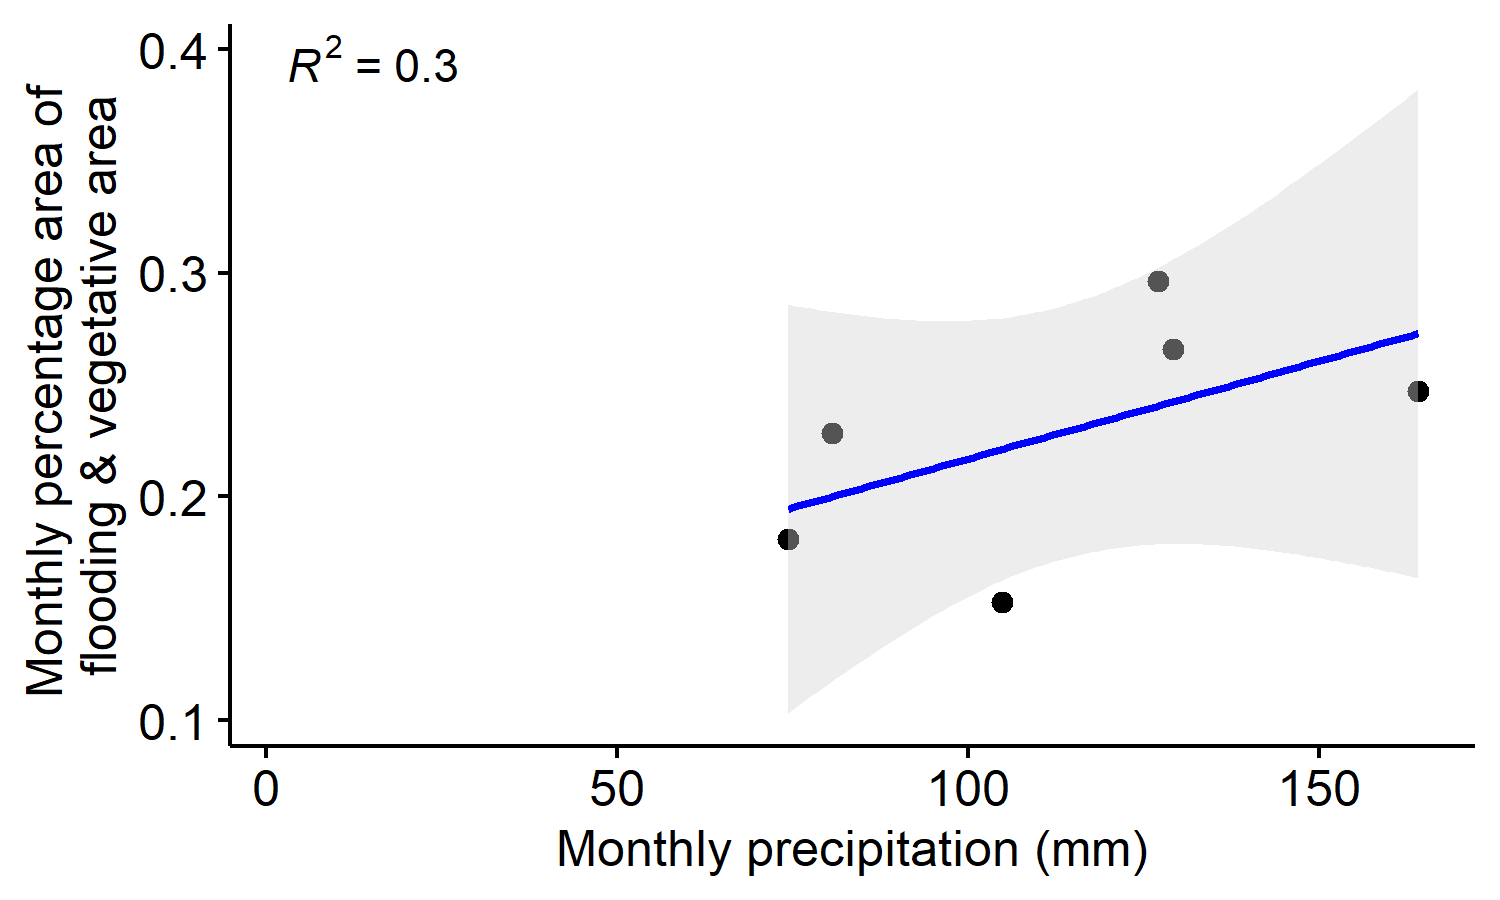 Monthly percentage area of
flooding & vegetative area
0.4
0.3
0.2
0.1
R² = 0.3
0 50 100 150
Monthly precipitation (mm)